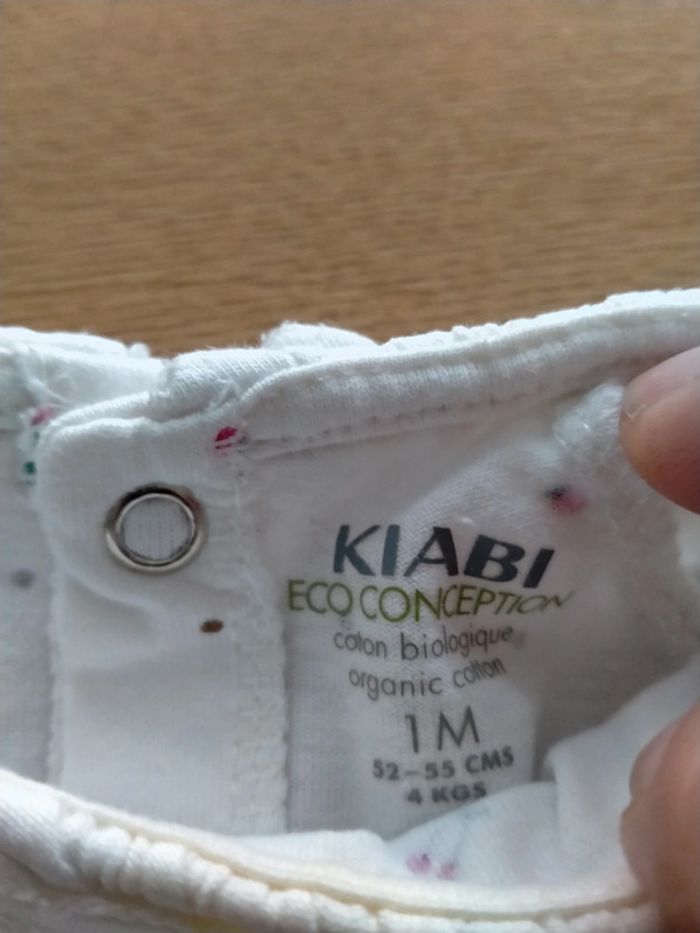 KIABI
ECO CONCEPTION
coton biologique
organic cotton
1M
52-55 CMS
4 KGS